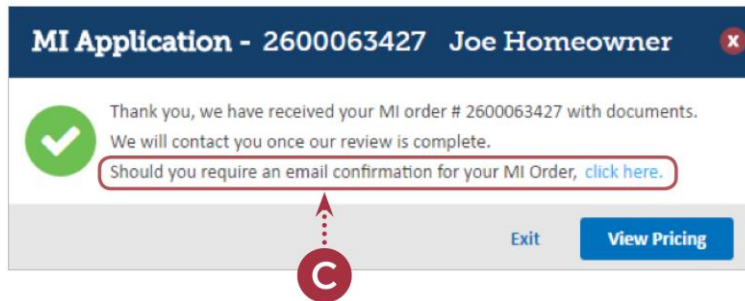 MI Application - 2600063427 Joe Homeowner
x
Thank you, we have received your MI order # 2600063427 with documents.
We will contact you once our review is complete.
Should you require an email confirmation for your MI Order, click here.
Exit
View Pricing
C